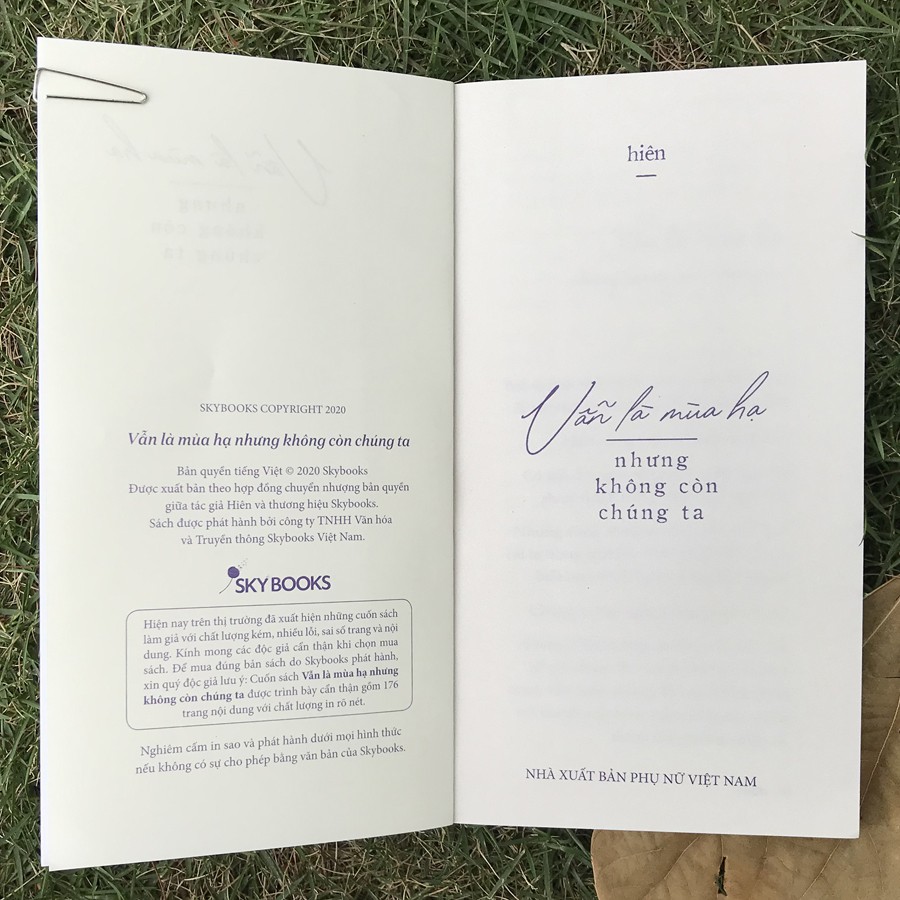 SKYBOOKS COPYRIGHT 2020
Vẫn là mùa hạ nhưng không còn chúng ta
Bản quyền tiếng Việt © 2020 Skybooks
Được xuất bản theo hợp đồng chuyển nhượng bản quyền
giữa tác giả Hiên và thương hiệu Skybooks.
Sách được phát hành bởi công ty TNHH Văn hóa
và Truyền thông Skybooks Việt Nam.
SKYBOOKS
Hiện nay trên thị trường đã xuất hiện những cuốn sách
làm giả với chất lượng kém, nhiều lỗi, sai số trang và nội
dung. Kính mong các độc giả cẩn thận khi chọn mua
sách. Để mua đúng bản sách do Skybooks phát hành,
xin quý độc giả lưu ý: Cuốn sách Vẫn là mùa hạ nhưng
không còn chúng ta được trình bày cẩn thận gồm 176
trang nội dung với chất lượng in rõ nét.
Nghiêm cấm in sao và phát hành dưới mọi hình thức
nếu không có sự cho phép bằng văn bản của Skybooks.
hiên
Vẫn là mùa hạ
nhưng
không còn
chúng ta
NHÀ XUẤT BẢN PHỤ NỮ VIỆT NAM